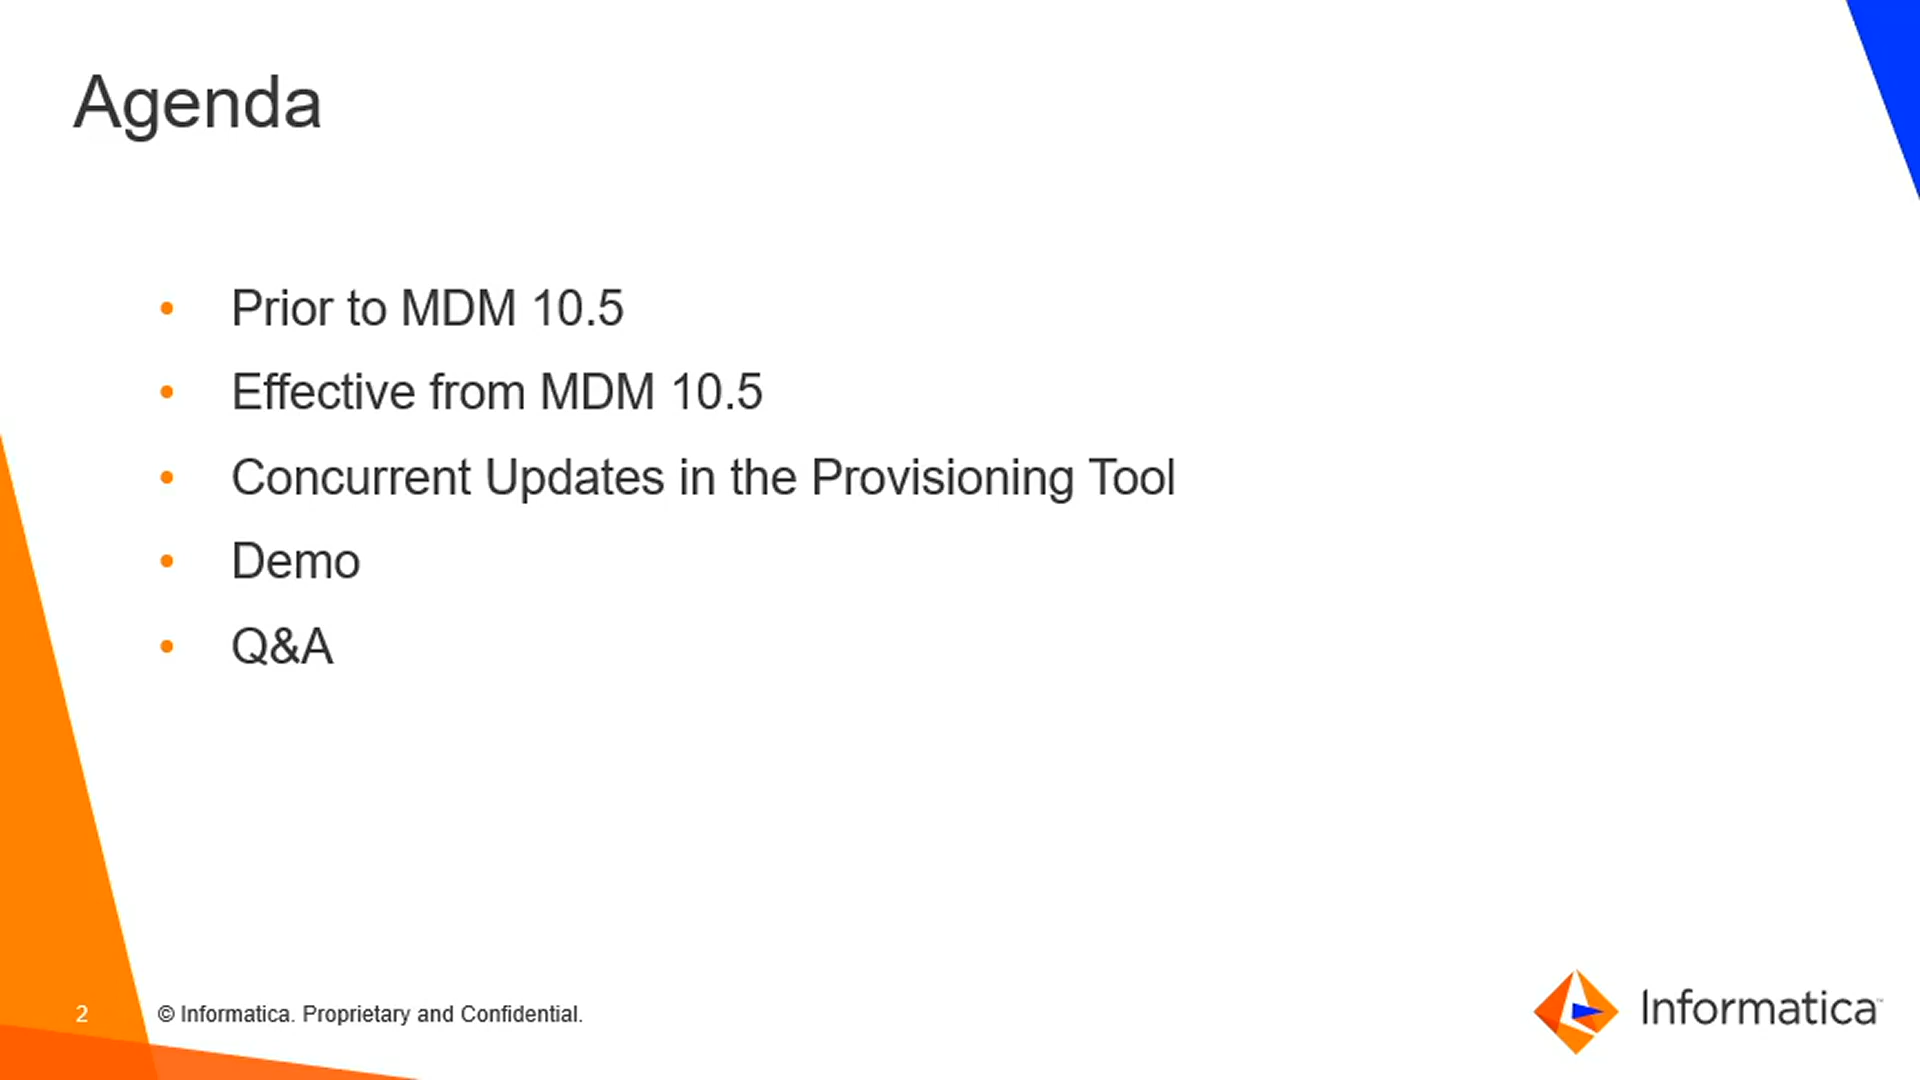 Agenda
• Prior to MDM 10.5
• Effective from MDM 10.5
• Concurrent Updates in the Provisioning Tool
• Demo
• Q&A
2
© Informatica. Proprietary and Confidential.
Informatica™